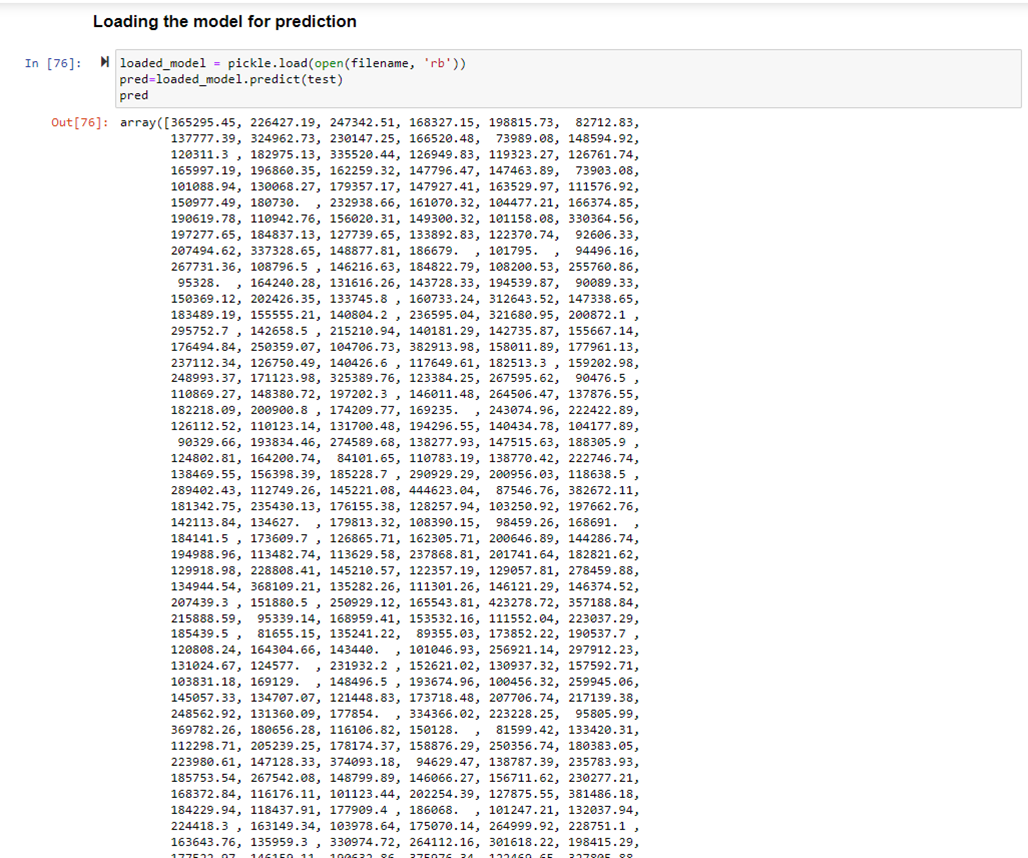 Loading the model for prediction
In [76]: loaded_model = pickle.load(open(filename, 'rb'))
pred=loaded_model.predict(test)
pred
Out[76]: array([365295.45, 226427.19, 247342.51, 168327.15, 198815.73, 82712.83,
137777.39, 324962.73, 230147.25, 166520.48, 73989.08, 148594.92,
120311.3 , 182975.13, 335520.44, 126949.83, 119323.27, 126761.74,
165997.19, 196860.35, 162259.32, 147796.47, 147463.89, 73903.08,
101088.94, 130068.27, 179357.17, 147927.41, 163529.97, 111576.92,
150977.49, 180730. , 232938.66, 161070.32, 104477.21, 166374.85,
190619.78, 110942.76, 156020.31, 149300.32, 101158.08, 330364.56,
197277.65, 184837.13, 127739.65, 133892.83, 122370.74, 92606.33,
207494.62, 337328.65, 148877.81, 186679. , 101795. , 94496.16,
267731.36, 108796.5 , 146216.63, 184822.79, 108200.53, 255760.86,
95328. , 164240.28, 131616.26, 143728.33, 194539.87, 90089.33,
150369.12, 202426.35, 133745.8 , 160733.24, 312643.52, 147338.65,
183489.19, 155555.21, 140804.2 , 236595.04, 321680.95, 200872.1 ,
295752.7 , 142658.5 , 215210.94, 140181.29, 142735.87, 155667.14,
176494.84, 250359.07, 104706.73, 382913.98, 158011.89, 177961.13,
237112.34, 126750.49, 140426.6 , 117649.61, 182513.3 , 159202.98,
248993.37, 171123.98, 325389.76, 123384.25, 267595.62, 90476.5 ,
110869.27, 148380.72, 197202.3 , 146011.48, 264506.47, 137876.55,
182218.09, 200900.8 , 174209.77, 169235. , 243074.96, 222422.89,
126112.52, 110123.14, 131700.48, 194296.55, 140434.78, 104177.89,
90329.66, 193834.46, 274589.68, 138277.93, 147515.63, 188305.9 ,
124802.81, 164200.74, 84101.65, 110783.19, 138770.42, 222746.74,
138469.55, 156398.39, 185228.7 , 290929.29, 200956.03, 118638.5 ,
289402.43, 112749.26, 145221.08, 444623.04, 87546.76, 382672.11,
181342.75, 235430.13, 176155.38, 128257.94, 103250.92, 197662.76,
142113.84, 134627. , 179813.32, 108390.15, 98459.26, 168691. ,
184141.5 , 173609.7 , 126865.71, 162305.71, 200646.89, 144286.74,
194988.96, 113482.74, 113629.58, 237868.81, 201741.64, 182821.62,
129918.98, 228808.41, 145210.57, 122357.19, 129057.81, 278459.88,
134944.54, 368109.21, 135282.26, 111301.26, 146121.29, 146374.52,
207439.3 , 151880.5 , 250929.12, 165543.81, 423278.72, 357188.84,
215888.59, 95339.14, 168959.41, 153532.16, 111552.04, 223037.29,
185439.5 , 81655.15, 135241.22, 89355.03, 173852.22, 190537.7 ,
120808.24, 164304.66, 143440. , 101046.93, 256921.14, 297912.23,
131024.67, 124577. , 231932.2 , 152621.02, 130937.32, 157592.71,
103831.18, 169129. , 148496.5 , 193674.96, 100456.32, 259945.06,
145057.33, 134707.07, 121448.83, 173718.48, 207706.74, 217139.38,
248562.92, 131360.09, 177854. , 334366.02, 223228.25, 95805.99,
369782.26, 180656.28, 116106.82, 150128. , 81599.42, 133420.31,
112298.71, 205239.25, 178174.37, 158876.29, 250356.74, 180383.05,
223980.61, 147128.33, 374093.18, 94629.47, 138787.39, 235783.93,
185753.54, 267542.08, 148799.89, 146066.27, 156711.62, 230277.21,
168372.84, 116176.11, 101123.44, 202254.39, 127875.55, 381486.18,
184229.94, 118437.91, 177909.4 , 186068. , 101247.21, 132037.94,
224418.3 , 163149.34, 103978.64, 175070.14, 264999.92, 228751.1 ,
163643.76, 135959.3 , 330974.72, 264112.16, 301618.22, 198415.29,